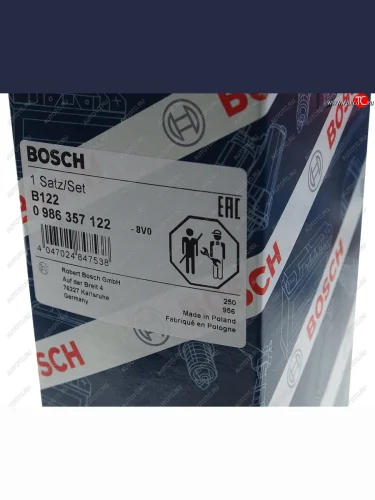 BOSCH
1 Satz/Set
B122
0 986 357 122
- 8V0
EAC
4 047024 847538
Robert Bosch GmbH
Auf der Breit 4
76227 Karlsruhe
Germany
250
956
Made in Poland
Fabriqué en Pologne
BOSCH
BOSCH